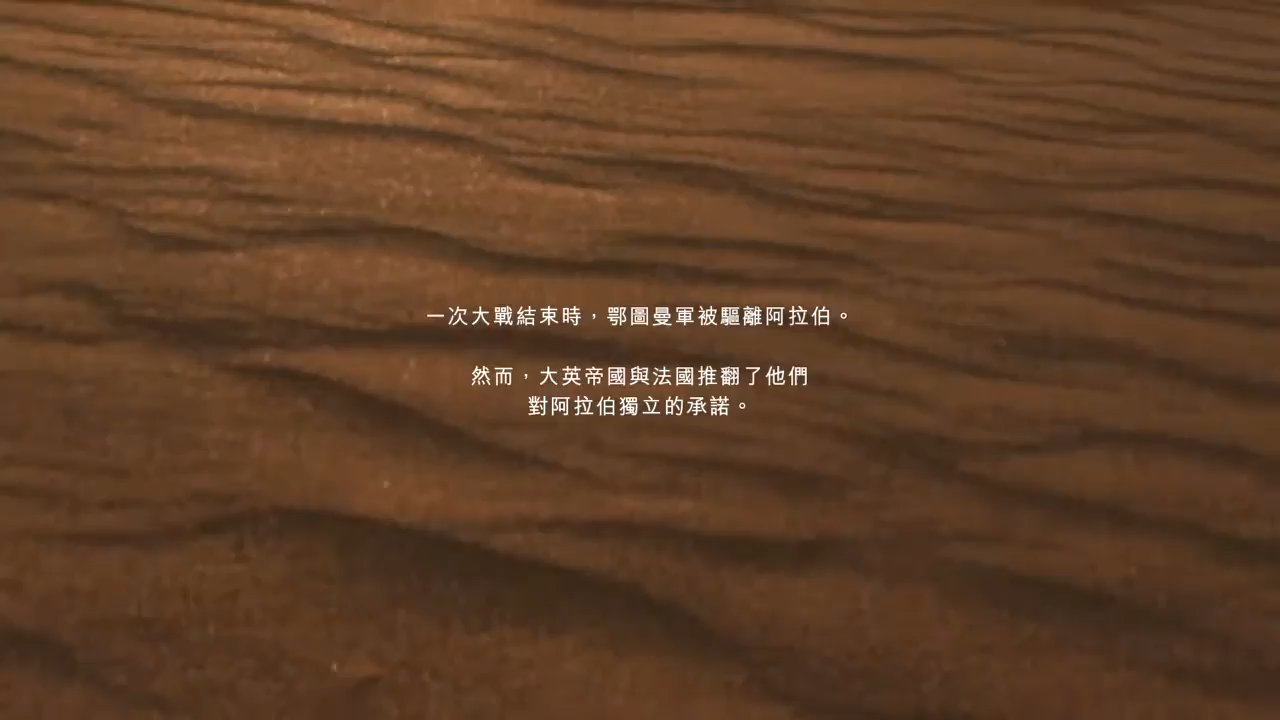 一次大戰結束時，鄂圖曼軍被驅離阿拉伯。
然而，大英帝國與法國推翻了他們
對阿拉伯獨立的承諾。